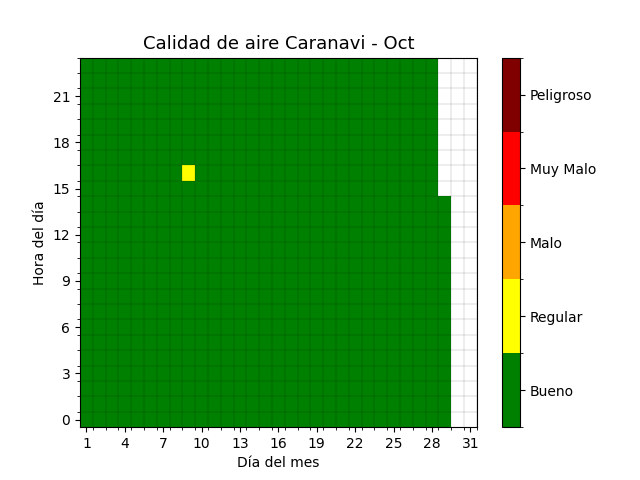 Calidad de aire Caranavi - Oct
Hora del día
21
18
15
12
9
6
3
0
1 4 7 10 13 16 19 22 25 28 31
Día del mes
Peligroso
Muy Malo
Malo
Regular
Bueno